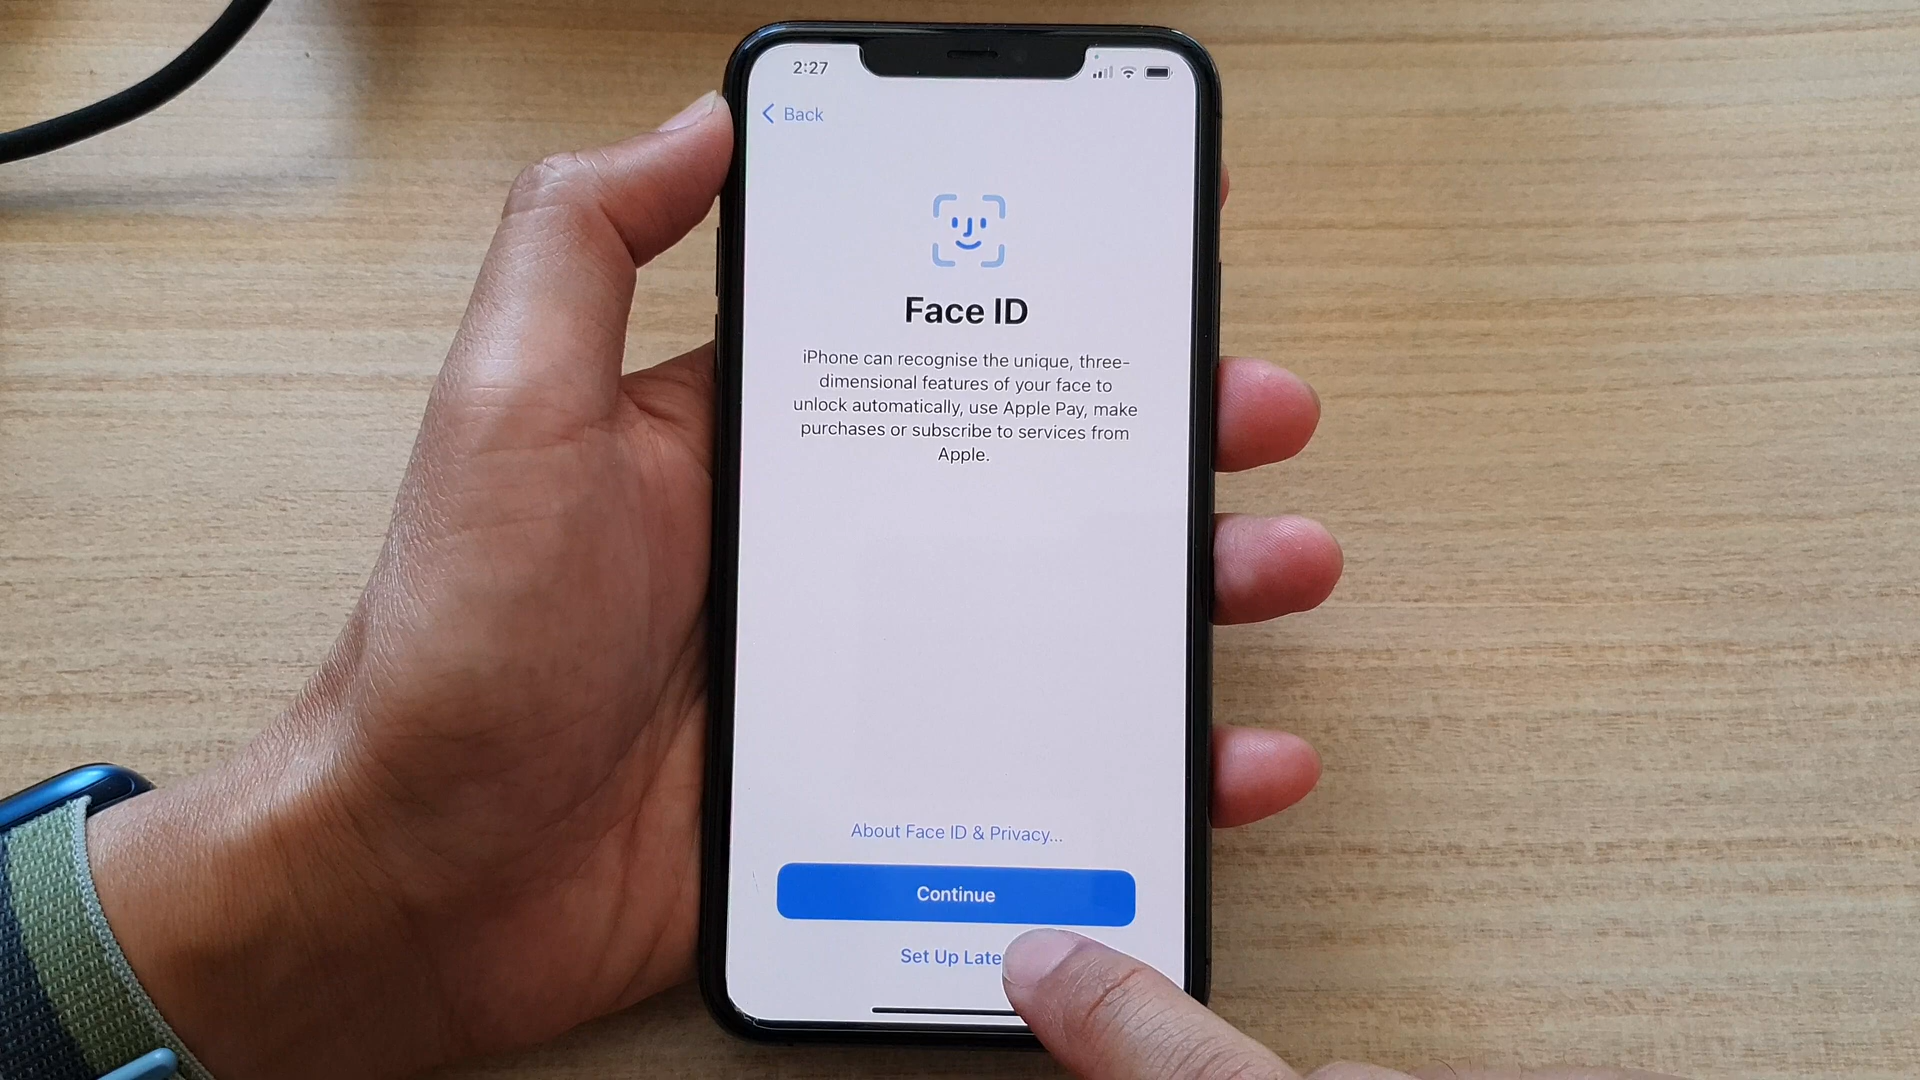 2:27
Back
Face ID
iPhone can recognise the unique, three-
dimensional features of your face to
unlock automatically, use Apple Pay, make
purchases or subscribe to services from
Apple.
About Face ID & Privacy...
Continue
Set Up Late